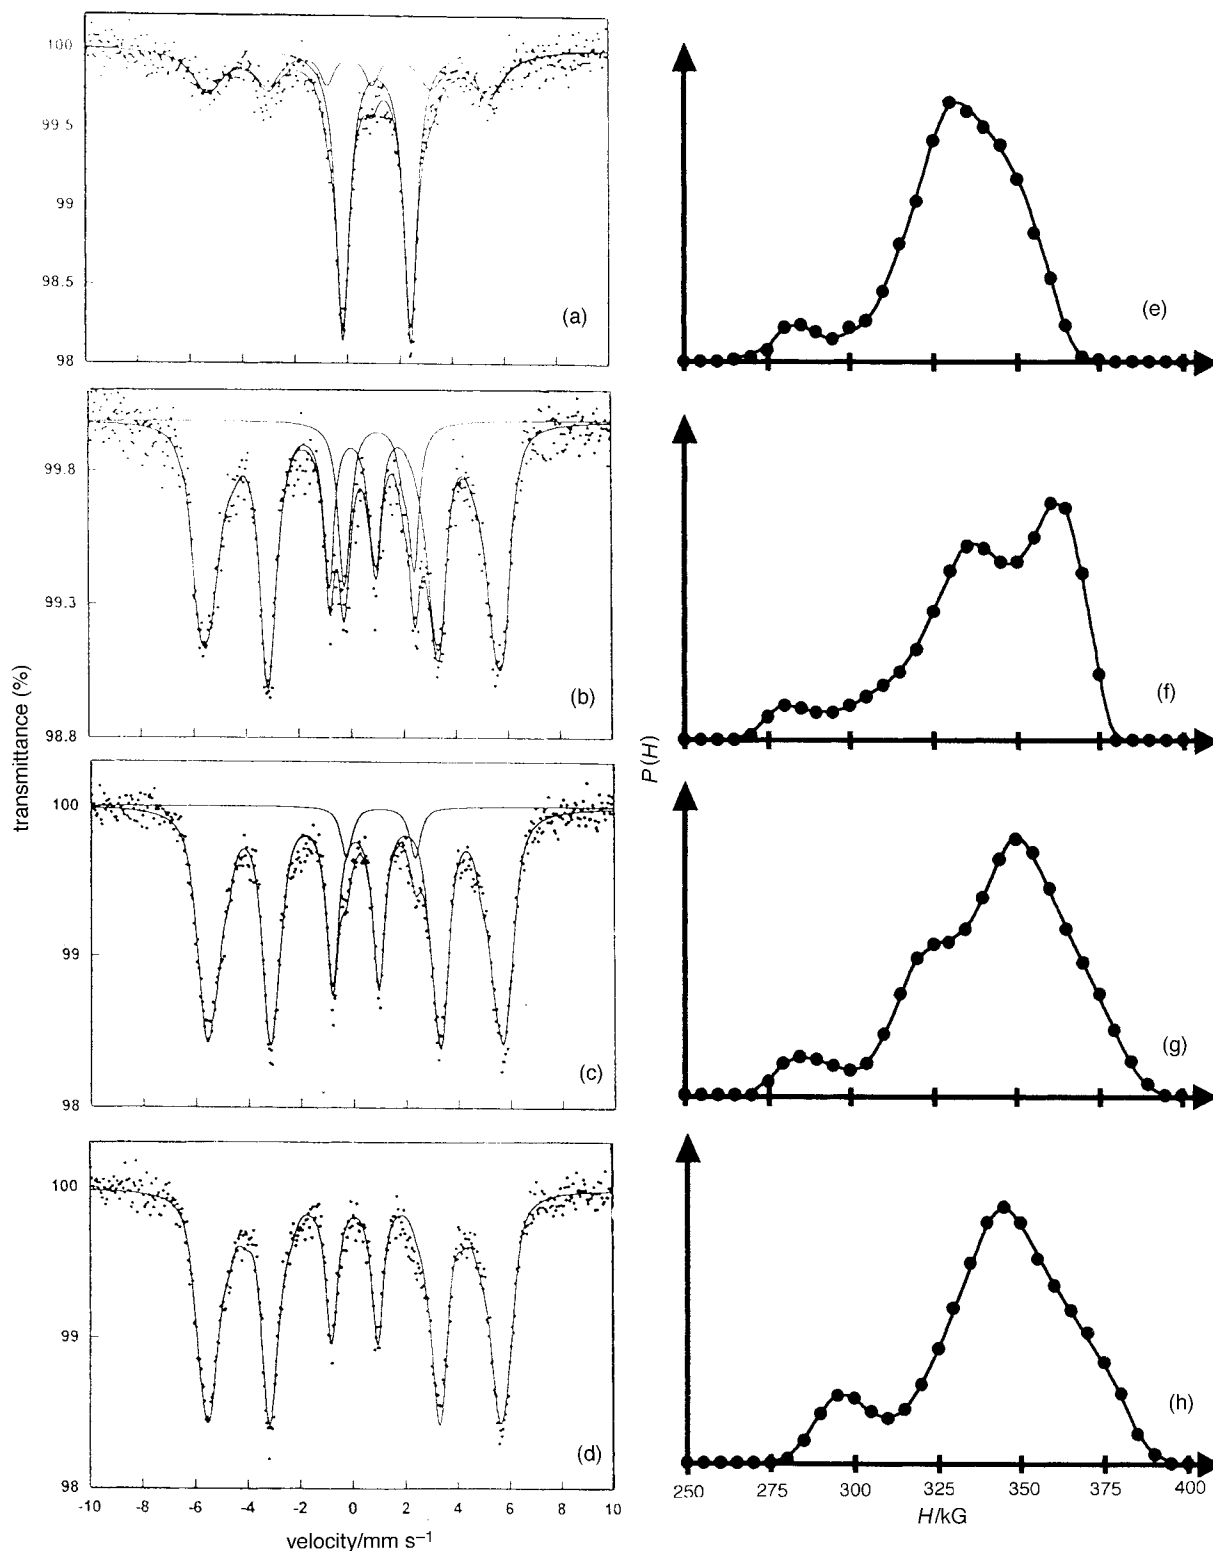 100
99.5
99
98.5
98
(a)
(e)
99.8
99.3
98.8
(b)
(f)
transmittance (%)
P(H)
100
99
98
(c)
(g)
100
99
98
(d)
(h)
-10 -8 -6 -4 -2 0 2 4 6 8 10
velocity/mm s⁻¹
250 275 300 325 350 375 400
H/kG